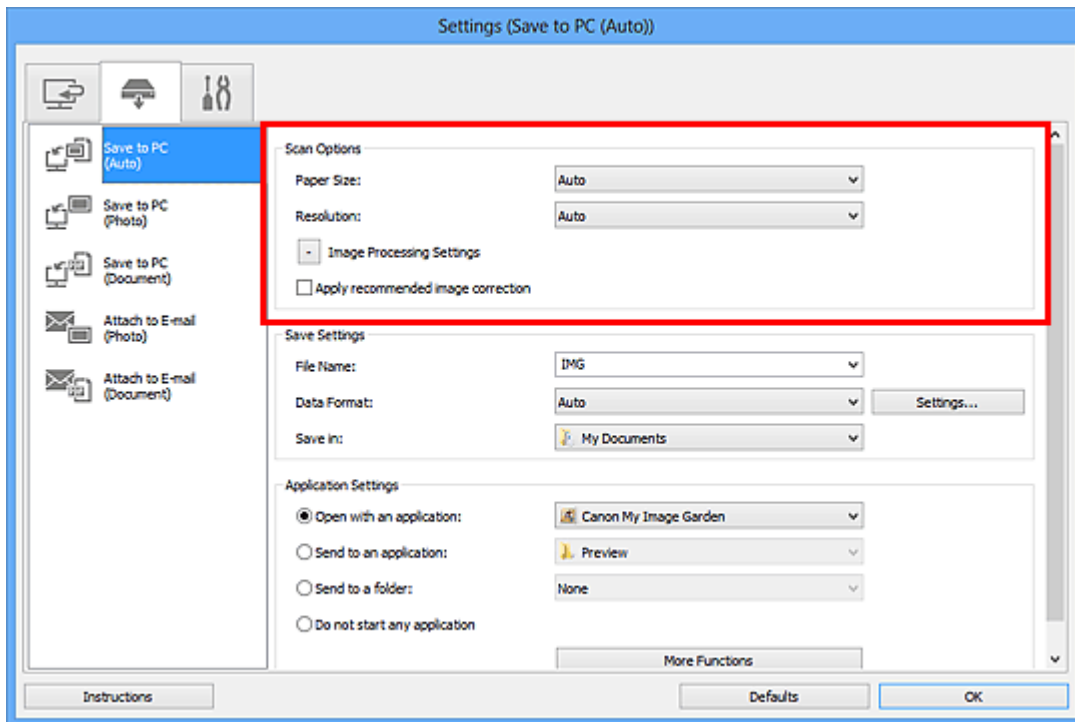 Settings (Save to PC (Auto))
Save to PC
(Auto)
Save to PC
(Photo)
Save to PC
(Document)
Attach to E-mail
(Photo)
Attach to E-mail
(Document)
Scan Options
Paper Size: Auto
Resolution: Auto
- Image Processing Settings
Apply recommended image correction
Save Settings
File Name: IMG
Data Format: Auto Settings...
Save in: My Documents
Application Settings
Open with an application: Canon My Image Garden
Send to an application: Preview
Send to a folder: None
Do not start any application
More Functions
Instructions Defaults OK